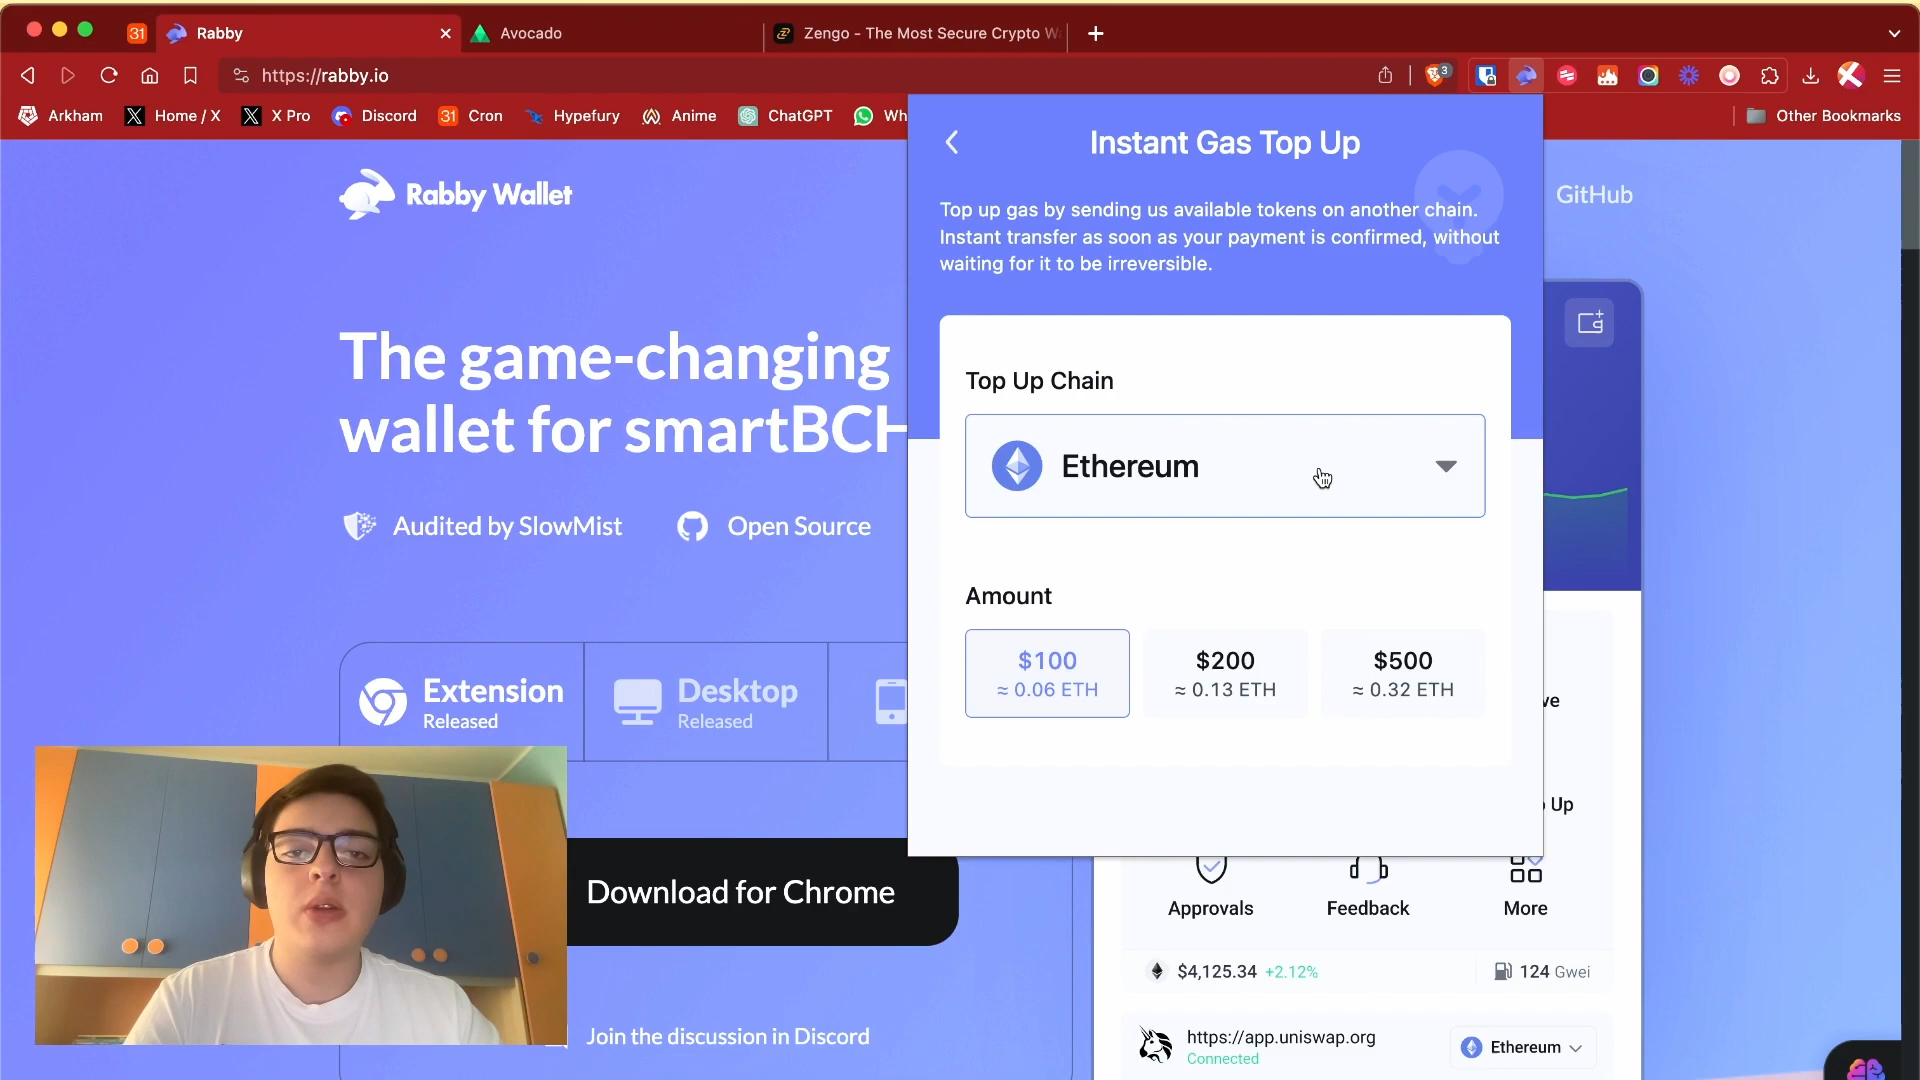 31
Rabby
Avocado
Zengo - The Most Secure Crypto W
https://rabby.io
3
Arkham
Home / X
X Pro
Discord
31
Cron
Hypefury
Anime
ChatGPT
Wh
Other Bookmarks
Rabby Wallet
GitHub
The game-changing
wallet for smartBCH
Audited by SlowMist
Open Source
Extension
Released
Desktop
Released
Download for Chrome
Join the discussion in Discord
Instant Gas Top Up
Top up gas by sending us available tokens on another chain.
Instant transfer as soon as your payment is confirmed, without
waiting for it to be irreversible.
Top Up Chain
Ethereum
Amount
$100
≈ 0.06 ETH
$200
≈ 0.13 ETH
$500
≈ 0.32 ETH
ve
Up
Approvals
Feedback
More
$4,125.34 +2.12%
124 Gwei
https://app.uniswap.org
Connected
Ethereum